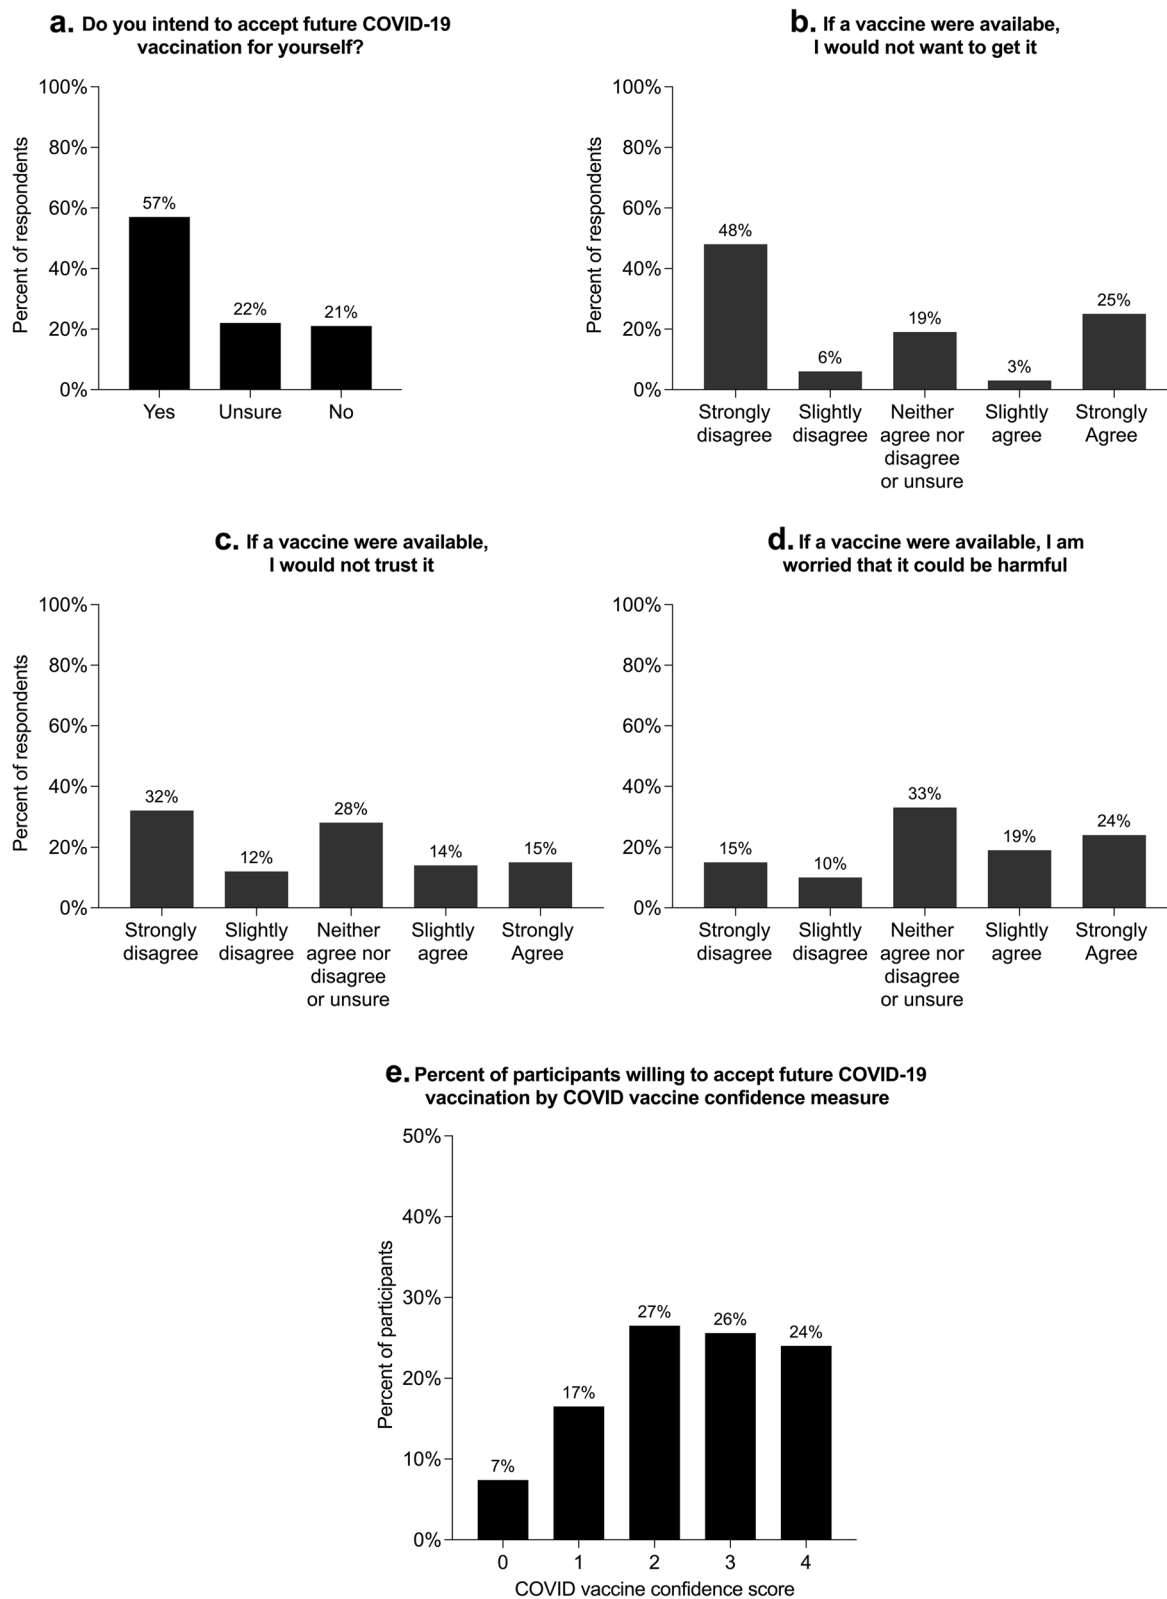 a. Do you intend to accept future COVID-19
vaccination for yourself?
100%
80%
60%
40%
20%
0%
Percent of respondents
57%
22%
21%
Yes
Unsure
No
b. If a vaccine were availabe,
I would not want to get it
100%
80%
60%
40%
20%
0%
Percent of respondents
48%
6%
19%
3%
25%
Strongly
disagree
Slightly
disagree
Neither
agree nor
disagree
or unsure
Slightly
agree
Strongly
Agree
c. If a vaccine were available,
I would not trust it
100%
80%
60%
40%
20%
0%
Percent of respondents
32%
12%
28%
14%
15%
Strongly
disagree
Slightly
disagree
Neither
agree nor
disagree
or unsure
Slightly
agree
Strongly
Agree
d. If a vaccine were available, I am
worried that it could be harmful
100%
80%
60%
40%
20%
0%
15%
10%
33%
19%
24%
Strongly
disagree
Slightly
disagree
Neither
agree nor
disagree
or unsure
Slightly
agree
Strongly
Agree
e. Percent of participants willing to accept future COVID-19
vaccination by COVID vaccine confidence measure
50%
40%
30%
20%
10%
0%
Percent of participants
7%
17%
27%
26%
24%
0
1
2
3
4
COVID vaccine confidence score